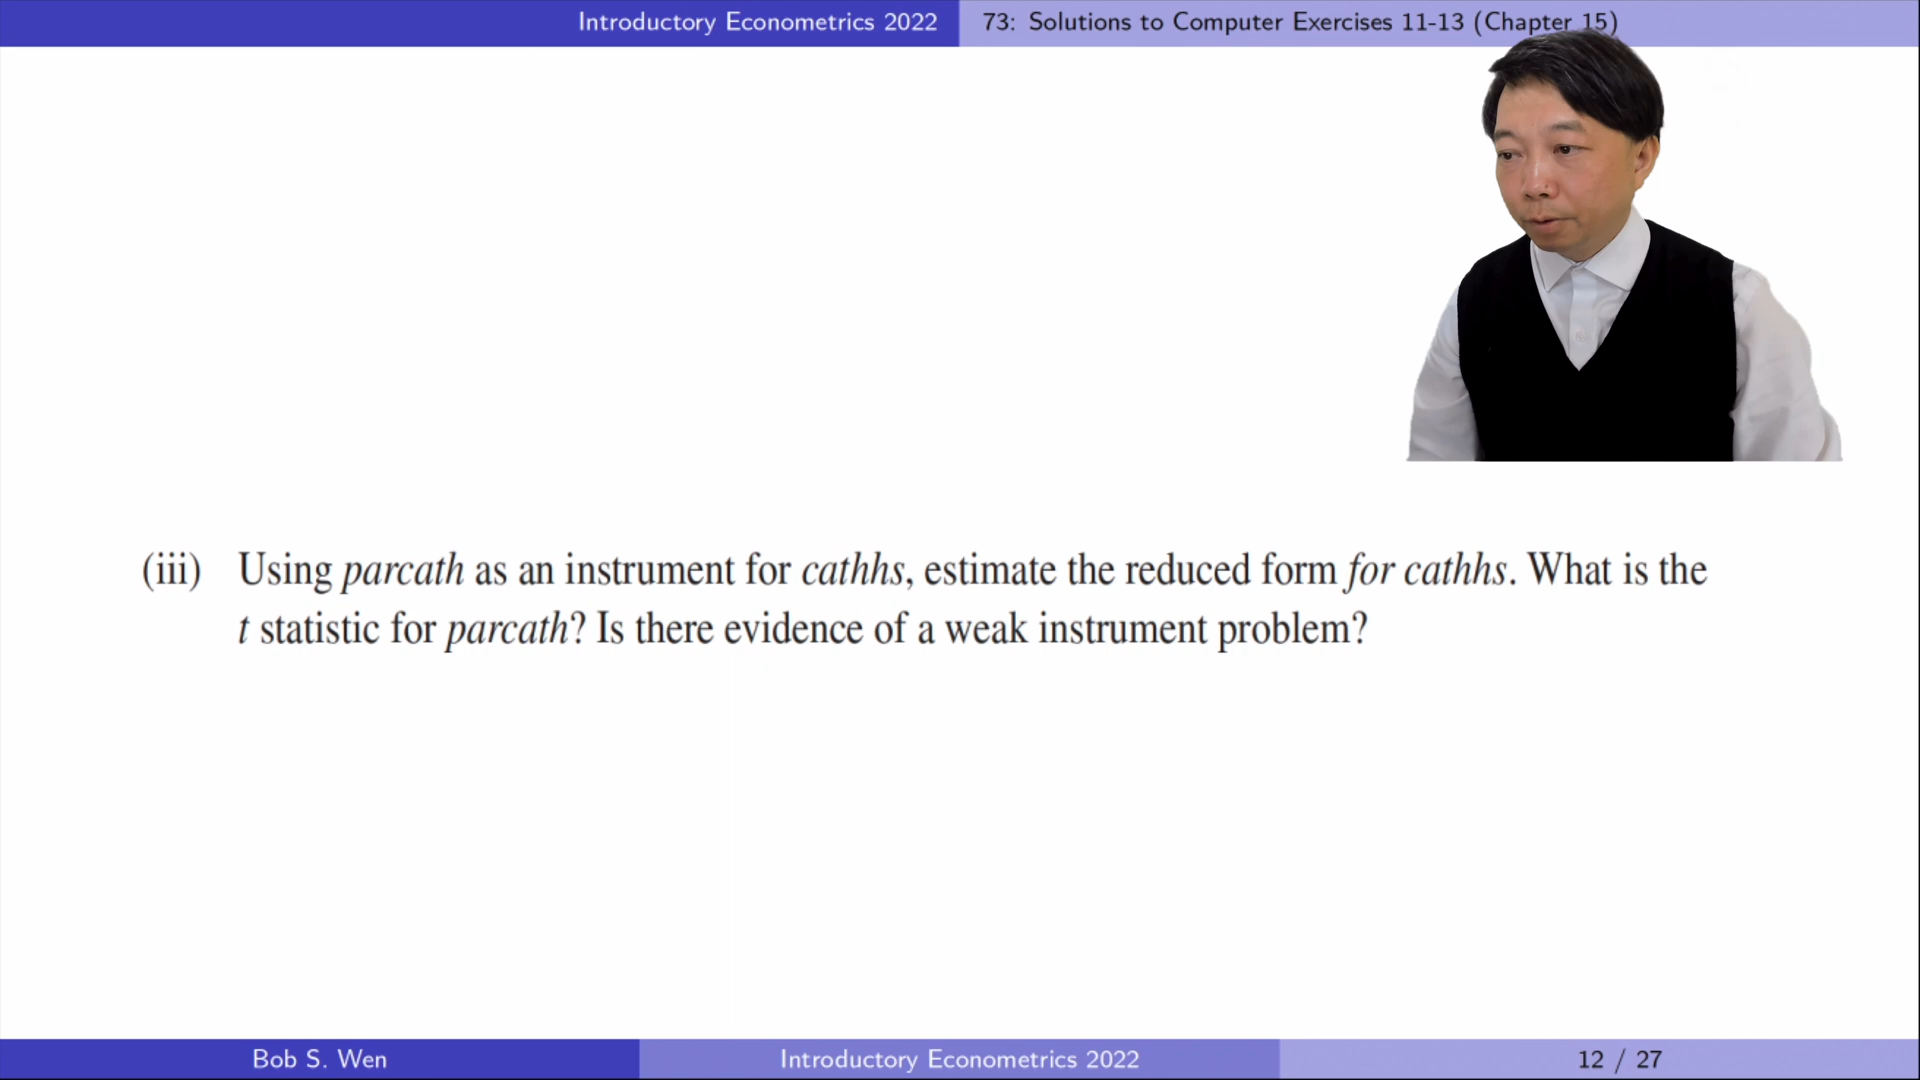 Introductory Econometrics 2022
73: Solutions to Computer Exercises 11-13 (Chapter 15)
(iii) Using parcath as an instrument for cathhs, estimate the reduced form for cathhs. What is the
t statistic for parcath? Is there evidence of a weak instrument problem?
Bob S. Wen
Introductory Econometrics 2022
12 / 27